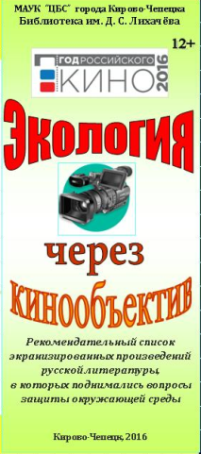 МАУК "ЦБС" города Кирово-Чепецка
Библиотека им. Д. С. Лихачёва
12+
ГОД РОССИЙСКОГО
КИНО
2016
Экология
через
кинообъектив
Рекомендательный список
экранизированных произведений
русской литературы,
в которых поднимались вопросы
защиты окружающей среды
Кирово-Чепецк, 2016